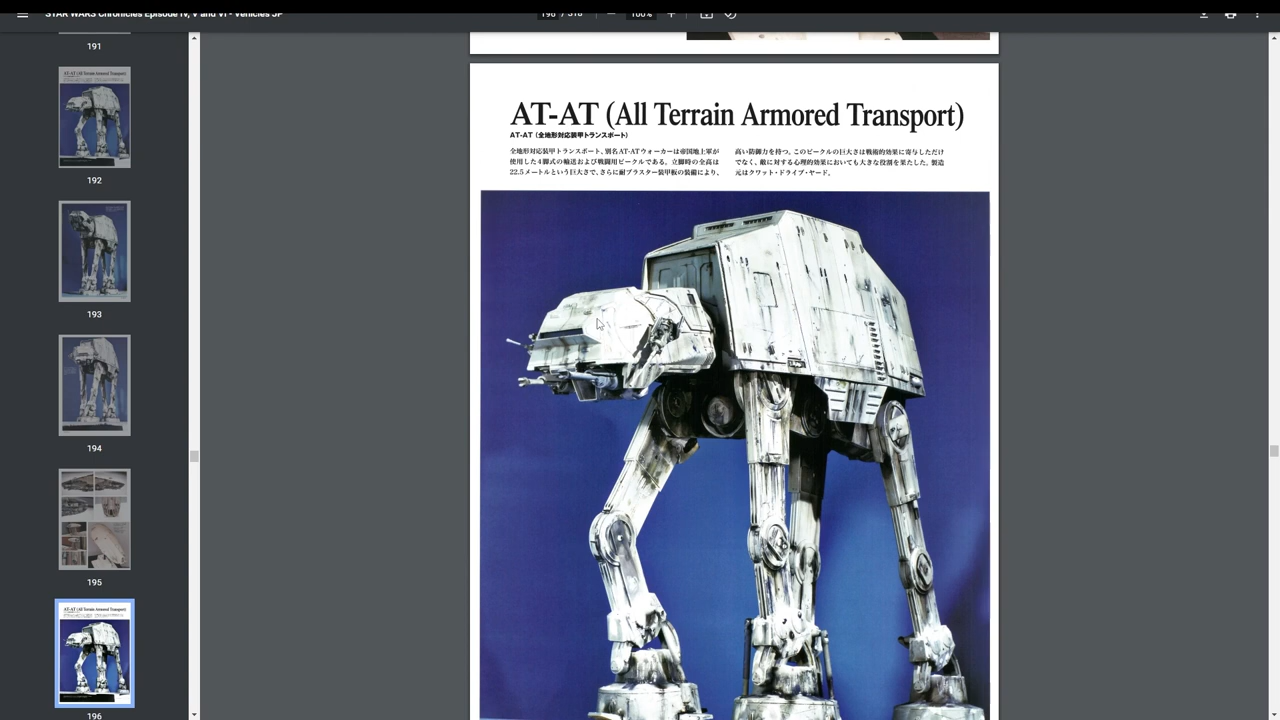 STAR WARS Chronicles Episode IV, V and VI - Vehicles JP
196 / 318
100%
191
192
193
194
195
196
AT-AT (All Terrain Armored Transport)
AT-AT（全地形対応装甲トランスポート）
全地形対応装甲トランスポート、別名AT-ATウォーカーは帝国地上軍が
使用した4脚式の輸送および戦闘用ビークルである。立脚時の全高は
22.5メートルという巨大さで、さらに耐ブラスター装甲板の装備により、
高い防御力を持つ。このビークルの巨大さは戦術的効果に寄与しただけ
でなく、敵に対する心理的効果においても大きな役割を果たした。製造
元はクワット・ドライブ・ヤード。